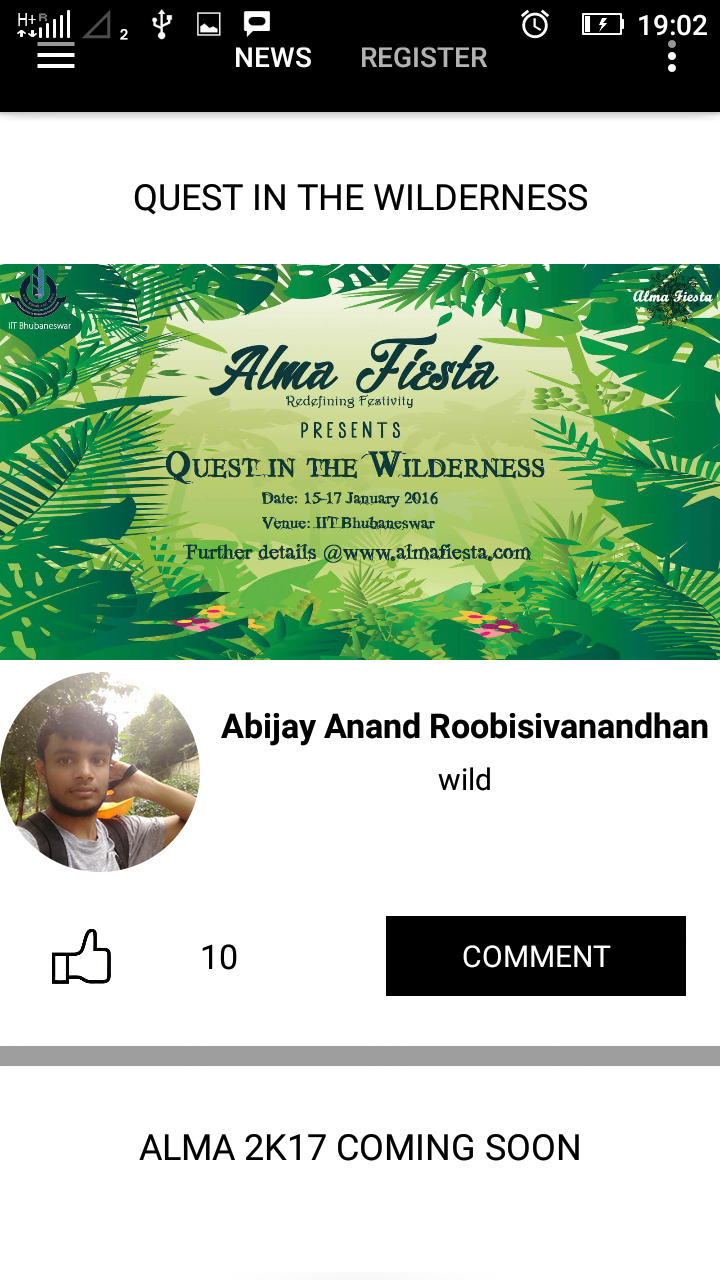 H+ R 2 19:02
NEWS REGISTER
QUEST IN THE WILDERNESS
IIT Bhubaneswar
Alma Fiesta
Alma Fiesta
Redefining Festivity
PRESENTS
QUEST IN THE WILDERNESS
Date: 15-17 January 2016
Venue: IIT Bhubaneswar
Further details @www.almafiesta.com
Abijay Anand Roobisivanandhan
wild
10 COMMENT
ALMA 2K17 COMING SOON